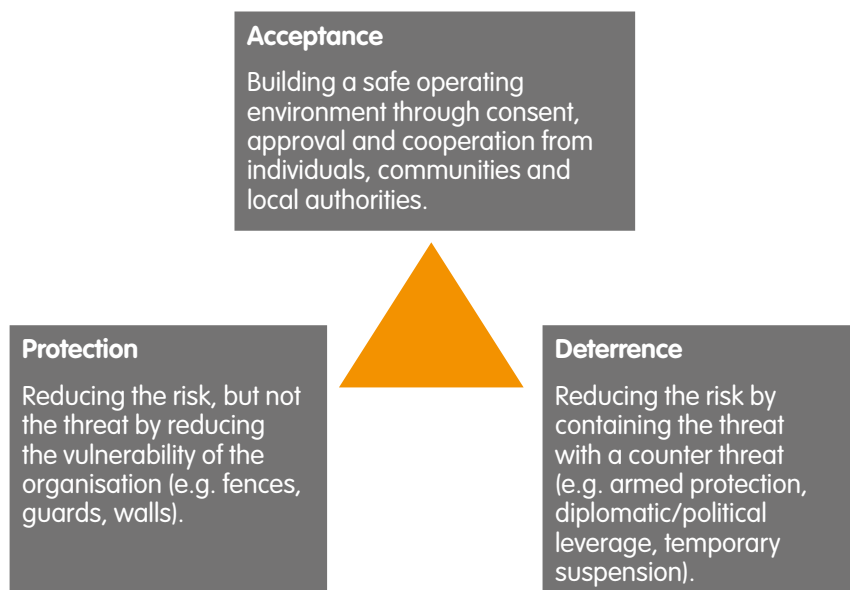 Acceptance
Building a safe operating
environment through consent,
approval and cooperation from
individuals, communities and
local authorities.
Protection
Reducing the risk, but not
the threat by reducing
the vulnerability of the
organisation (e.g. fences,
guards, walls).
Deterrence
Reducing the risk by
containing the threat
with a counter threat
(e.g. armed protection,
diplomatic/political
leverage, temporary
suspension).